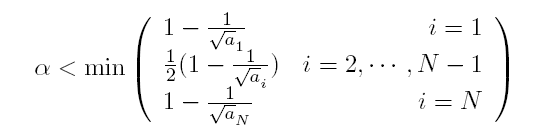 α < min ( 1 − 1/√a₁ i = 1
½(1 − 1/√aᵢ) i = 2, ⋯ , N − 1
1 − 1/√a_N i = N )